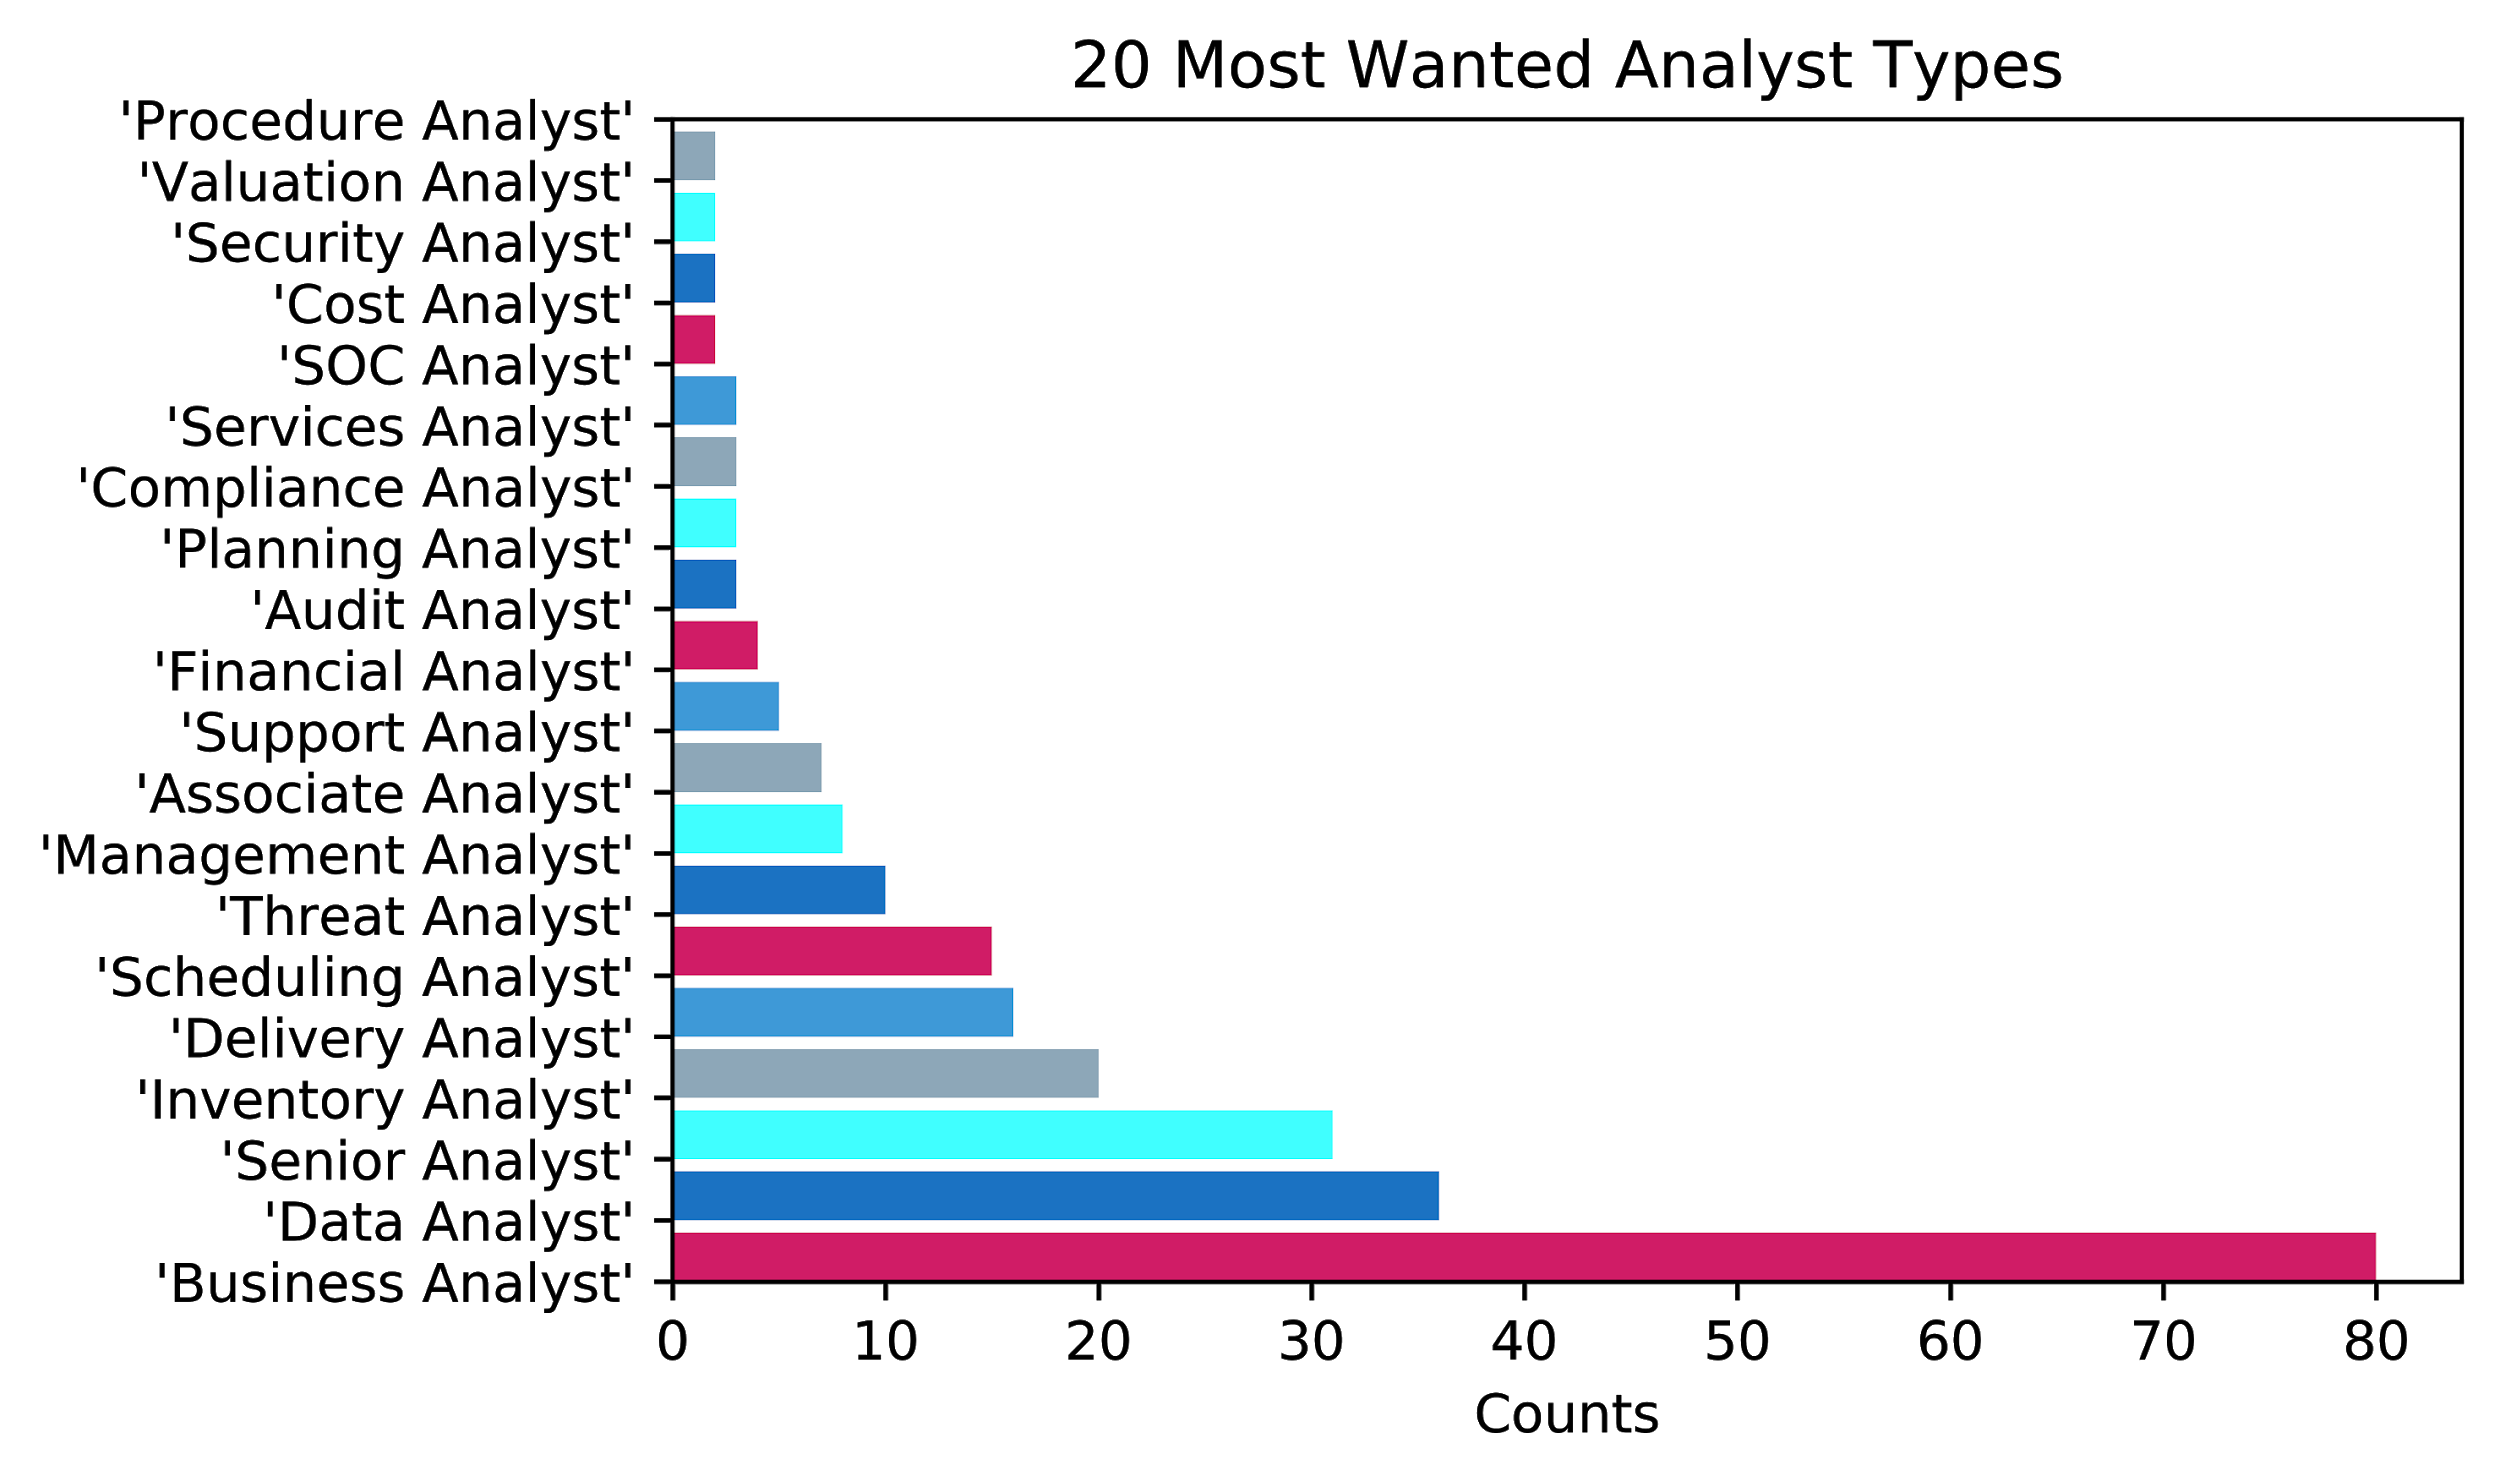 20 Most Wanted Analyst Types
'Procedure Analyst'
'Valuation Analyst'
'Security Analyst'
'Cost Analyst'
'SOC Analyst'
'Services Analyst'
'Compliance Analyst'
'Planning Analyst'
'Audit Analyst'
'Financial Analyst'
'Support Analyst'
'Associate Analyst'
'Management Analyst'
'Threat Analyst'
'Scheduling Analyst'
'Delivery Analyst'
'Inventory Analyst'
'Senior Analyst'
'Data Analyst'
'Business Analyst'
0 10 20 30 40 50 60 70 80
Counts